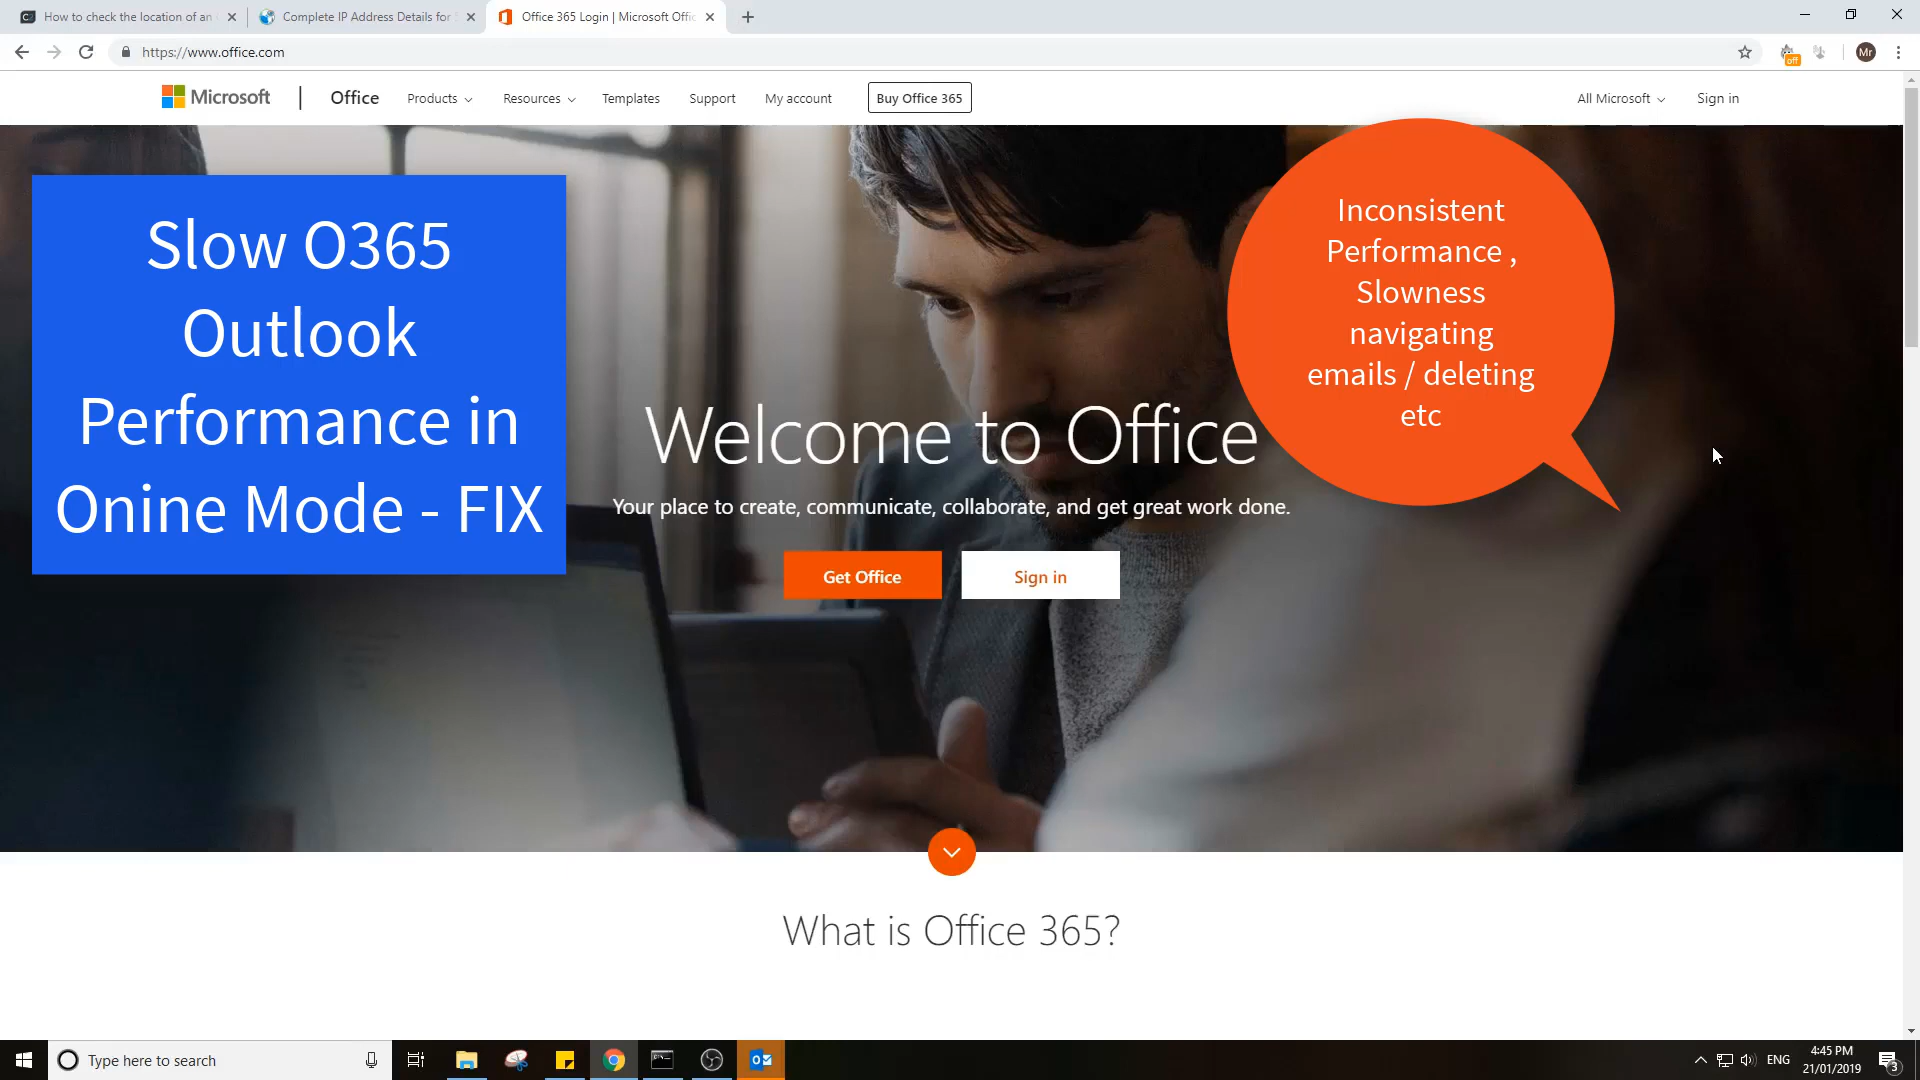 How to check the location of an
Complete IP Address Details for
Office 365 Login | Microsoft Offic
https://www.office.com
off
Mr
Microsoft
Office
Products
Resources
Templates
Support
My account
Buy Office 365
All Microsoft
Sign in
Slow O365
Outlook
Performance in
Onine Mode - FIX
Inconsistent
Performance ,
Slowness
navigating
emails / deleting
etc
Welcome to Office
Your place to create, communicate, collaborate, and get great work done.
Get Office
Sign in
What is Office 365?
Type here to search
ENG
4:45 PM
21/01/2019
3